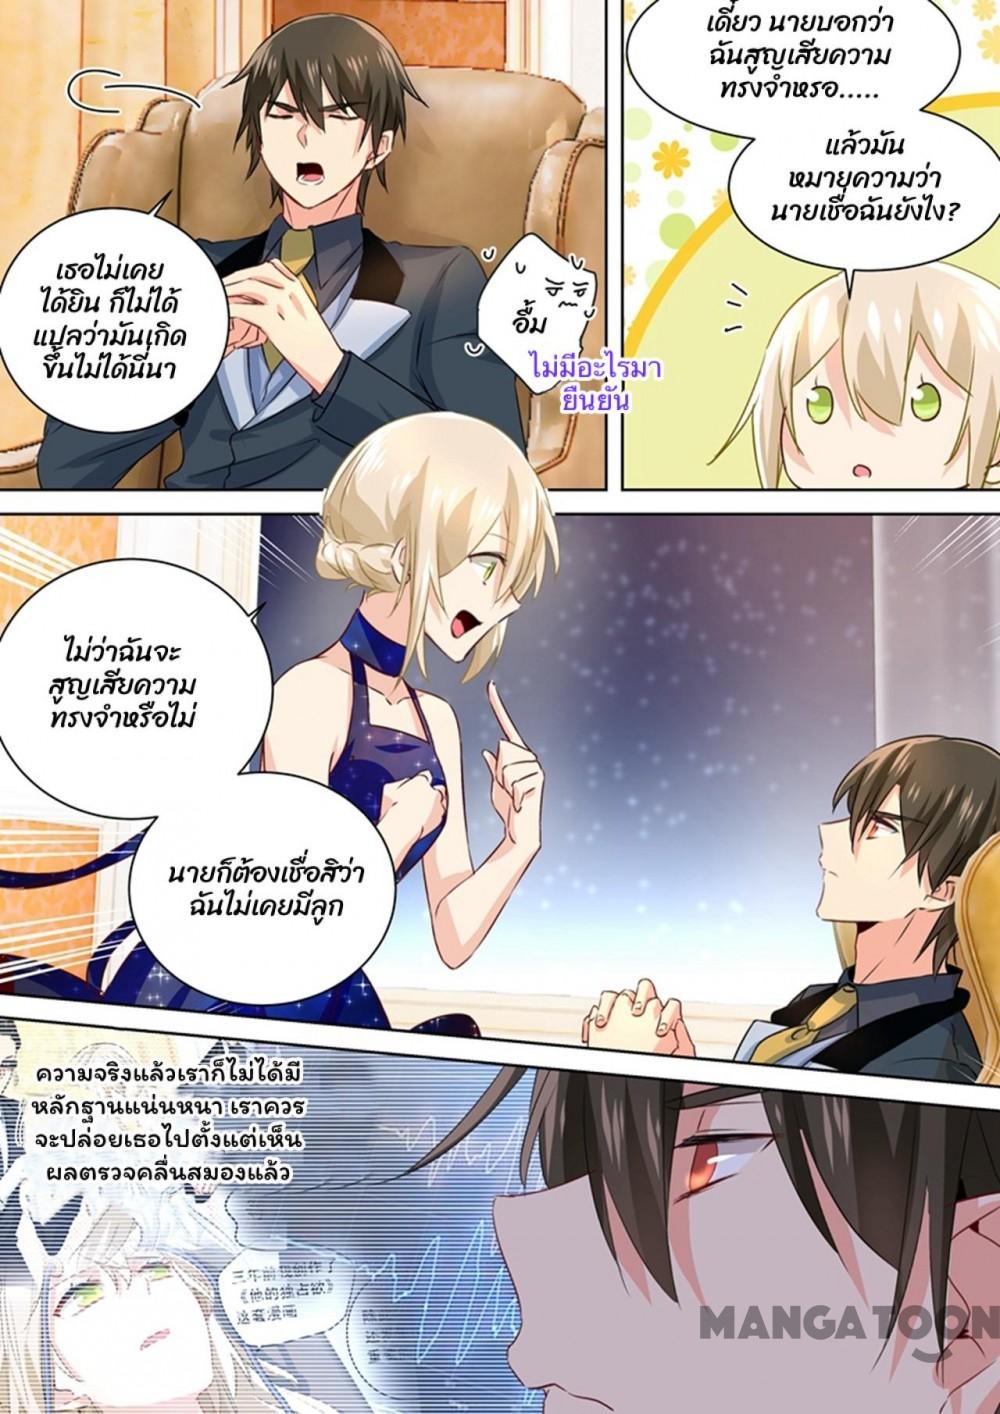 เธอไม่เคย
ได้ยิน ก็ไม่ได้
แปลว่ามันเกิด
ขึ้นไม่ได้นี่นา
อื้ม
ไม่มีอะไรมา
ยืนยัน
เดี๋ยว นายบอกว่า
ฉันสูญเสียความ
ทรงจำหรอ.....
แล้วมัน
หมายความว่า
นายเชื่อฉันยังไง?
ไม่ว่าฉันจะ
สูญเสียความ
ทรงจำหรือไม่
นายก็ต้องเชื่อสิว่า
ฉันไม่เคยมีลูก
ความจริงแล้วเราก็ไม่ได้มี
หลักฐานแน่นหนา เราควร
จะปล่อยเธอไปตั้งแต่เห็น
ผลตรวจคลื่นสมองแล้ว
《他的独占欲》
这套漫画
MANGATOON